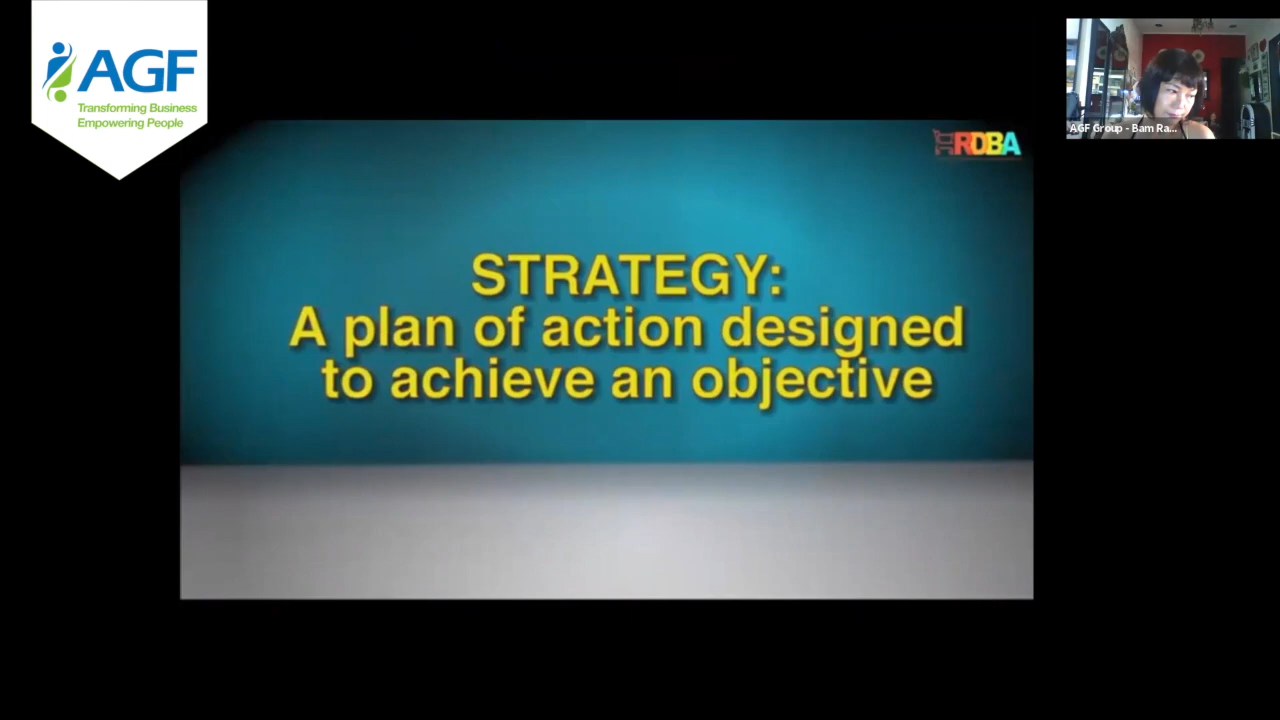 AGF
Transforming Business
Empowering People
AGF Group - Bam Ra...
RDBA
STRATEGY:
A plan of action designed
to achieve an objective